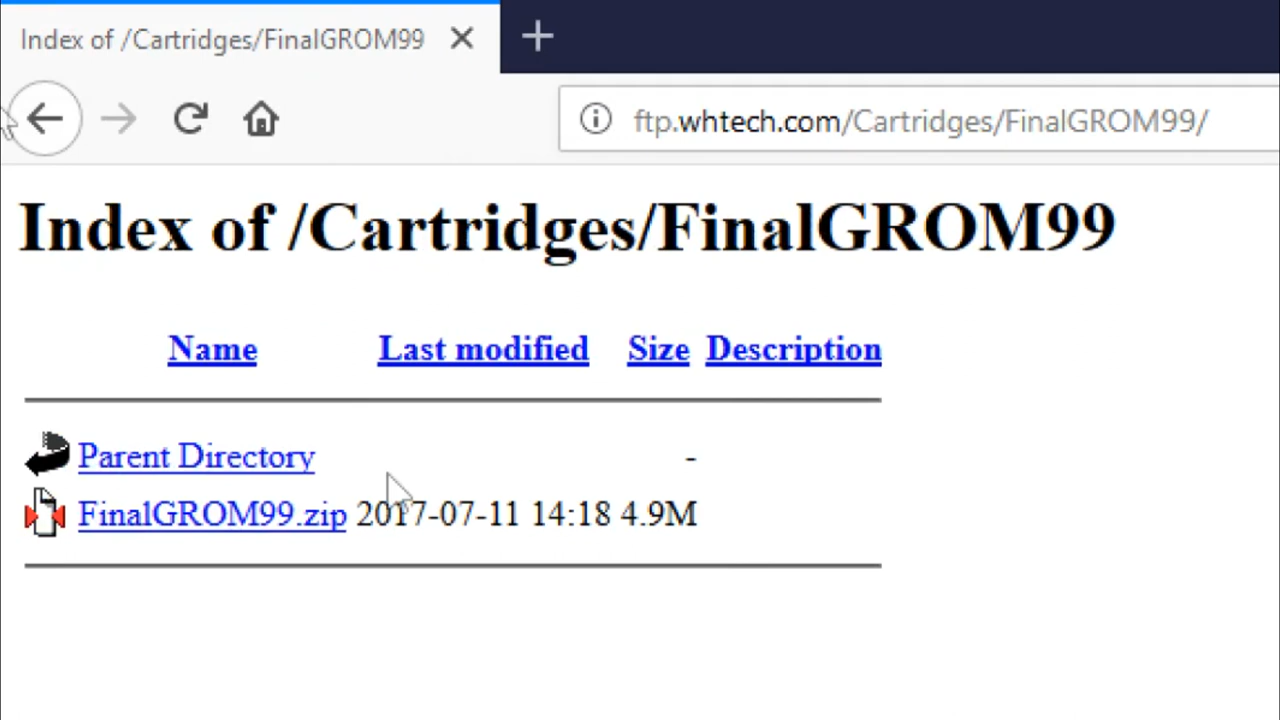 Index of /Cartridges/FinalGROM99
ftp.whtech.com/Cartridges/FinalGROM99/
Index of /Cartridges/FinalGROM99
Name Last modified Size Description
Parent Directory -
FinalGROM99.zip 2017-07-11 14:18 4.9M